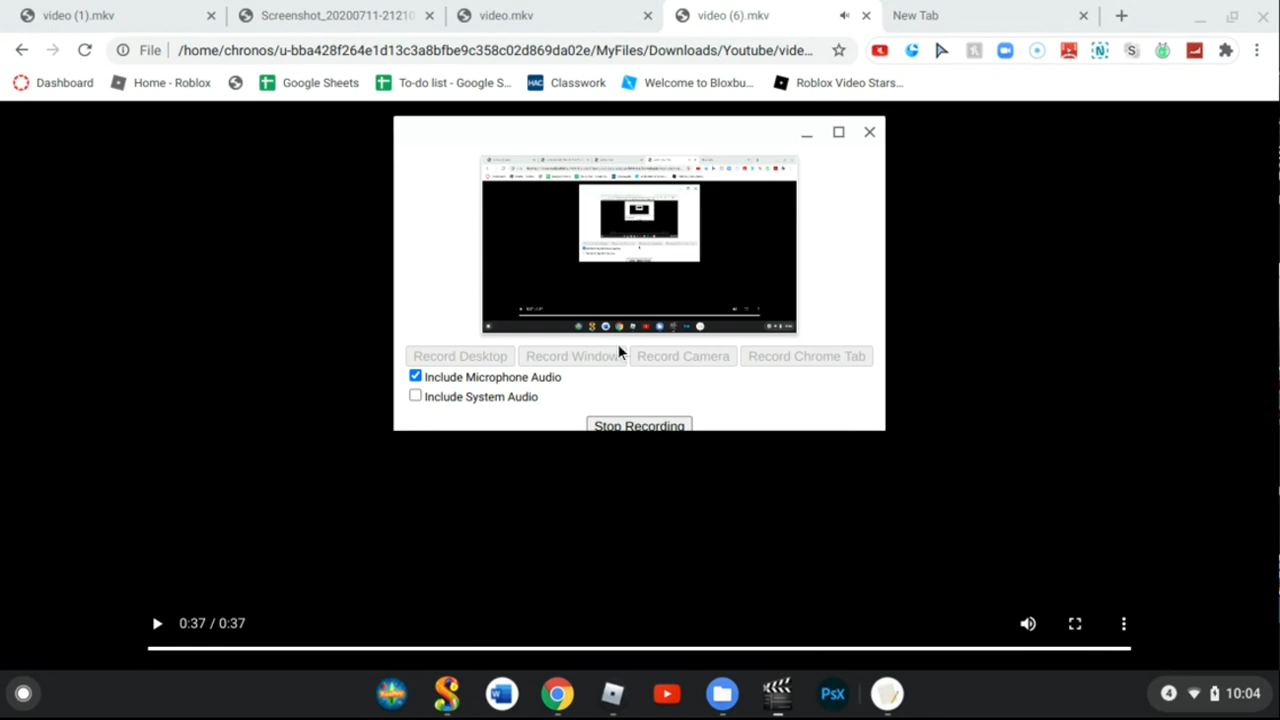 video (1).mkv
Screenshot_20200711-21210
video.mkv
video (6).mkv
New Tab
File
/home/chronos/u-bba428f264e1d13c3a8bfbe9c358c02d869da02e/MyFiles/Downloads/Youtube/vide...
S
Dashboard
Home - Roblox
Google Sheets
To-do list - Google S...
HAC
Classwork
Welcome to Bloxbu...
Roblox Video Stars...
Record Desktop
Record Window
Record Camera
Record Chrome Tab
Include Microphone Audio
Include System Audio
Stop Recording
0:37 / 0:37
PsX
4
10:04